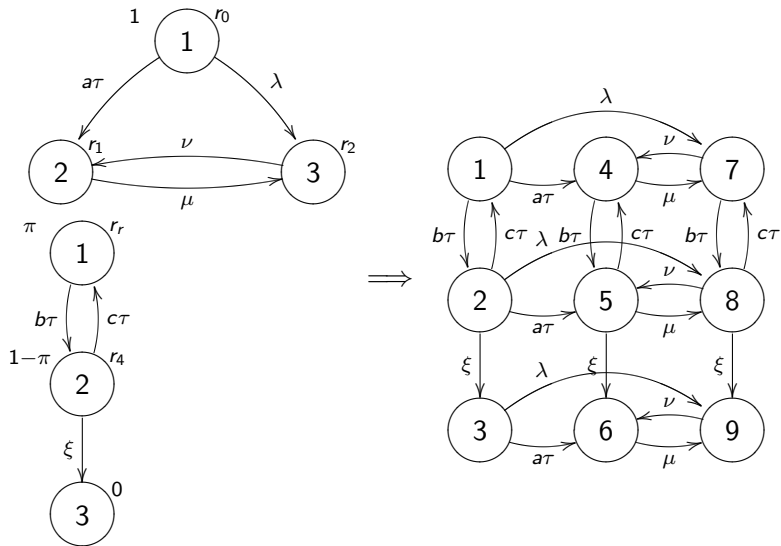 1 1 r₀
aτ λ
2 r₁ ν 3 r₂
μ
π 1 r_r
bτ cτ
1−π 2 r₄
ξ
3 0
⟹
λ
1 4 ν 7
aτ μ
bτ cτ bτ λ cτ bτ cτ
2 5 ν 8
aτ μ
ξ λ ξ ξ
3 6 ν 9
aτ μ